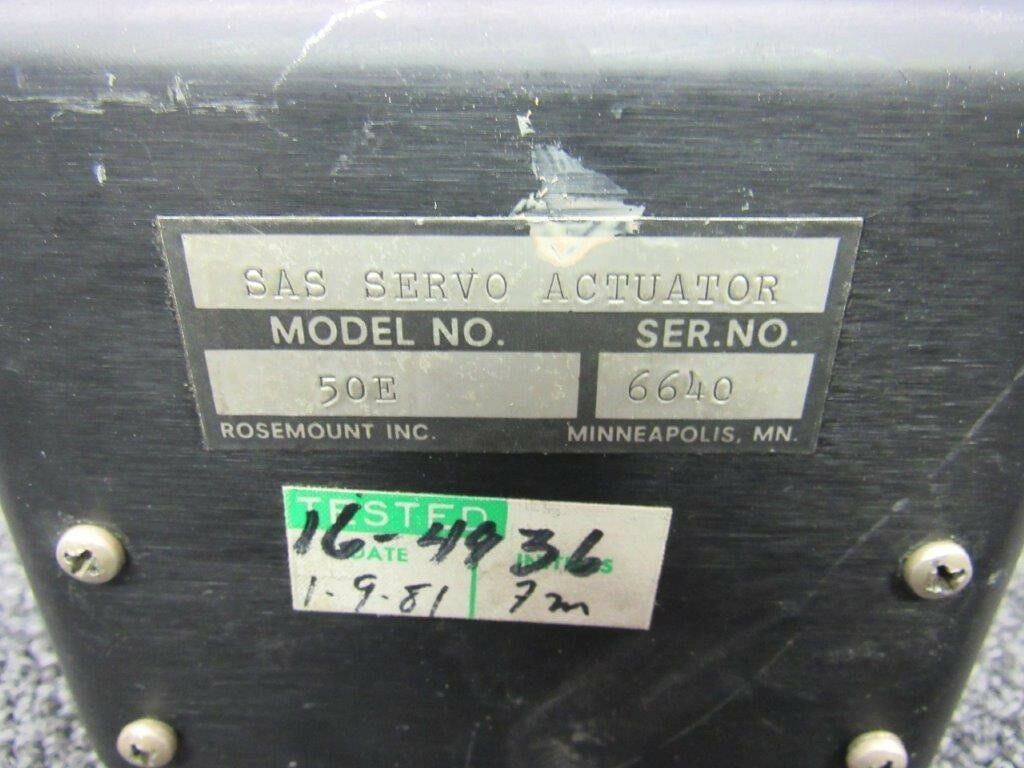 SAS SERVO ACTUATOR
MODEL NO. SER.NO.
50E 6640
ROSEMOUNT INC. MINNEAPOLIS, MN.
TESTED
16-4936
DATE INITIALS
1-9-81 7m